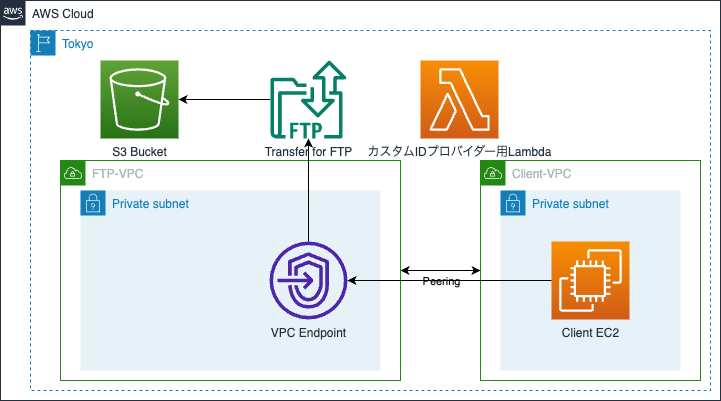 aws
AWS Cloud
Tokyo
FTP
S3 Bucket
Transfer for FTP
カスタムIDプロバイダー用Lambda
FTP-VPC
Client-VPC
Private subnet
Private subnet
Peering
VPC Endpoint
Client EC2